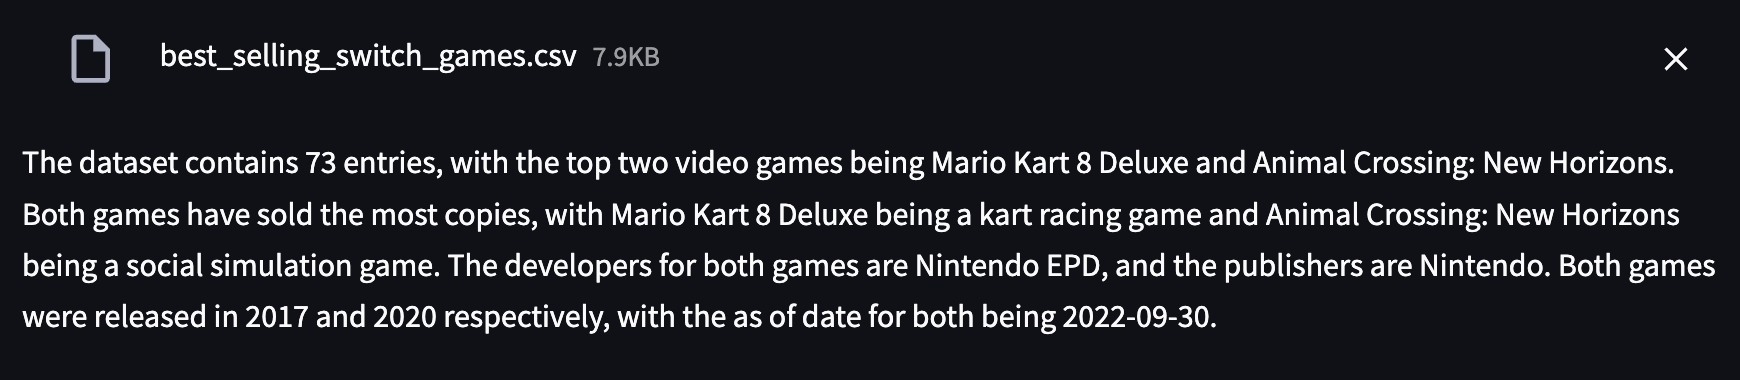 best_selling_switch_games.csv 7.9KB
The dataset contains 73 entries, with the top two video games being Mario Kart 8 Deluxe and Animal Crossing: New Horizons.
Both games have sold the most copies, with Mario Kart 8 Deluxe being a kart racing game and Animal Crossing: New Horizons
being a social simulation game. The developers for both games are Nintendo EPD, and the publishers are Nintendo. Both games
were released in 2017 and 2020 respectively, with the as of date for both being 2022-09-30.